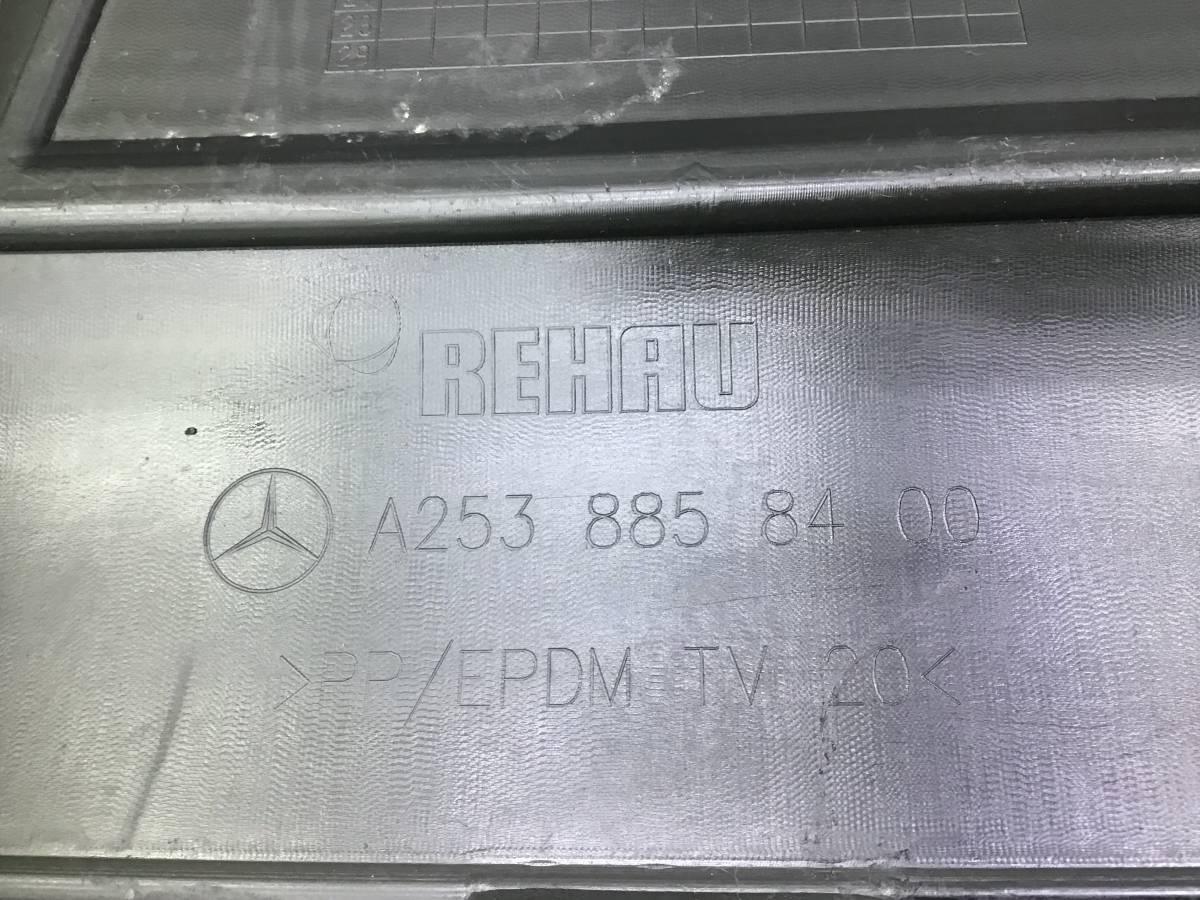 REHAU
A253 885 84 00
>PP/EPDM TV 20<